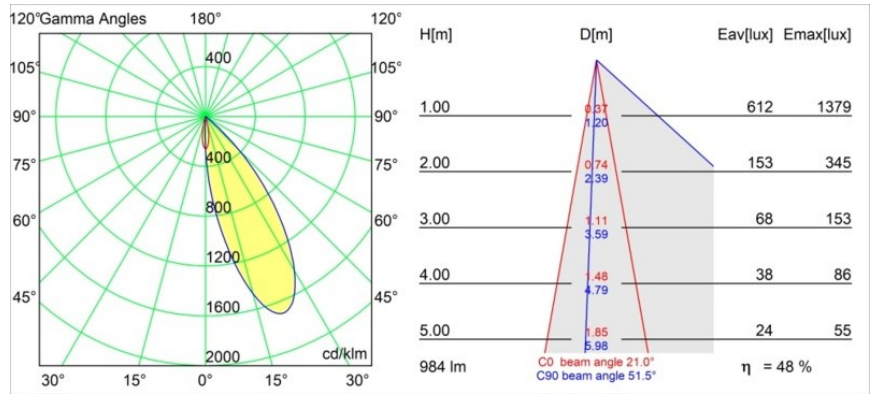 120° Gamma Angles 180° 120°
400
105° 105°
90° 90°
400
75° 75°
800
60° 60°
1200
45° 45°
1600
2000 cd/klm
30° 15° 0° 15° 30°
H[m] D[m] Eav[lux] Emax[lux]
1.00 0.37 612 1379
1.20
2.00 0.74 153 345
2.39
3.00 1.11 68 153
3.59
4.00 1.48 38 86
4.79
5.00 1.85 24 55
5.98
984 lm C0 beam angle 21.0° η = 48 %
C90 beam angle 51.5°